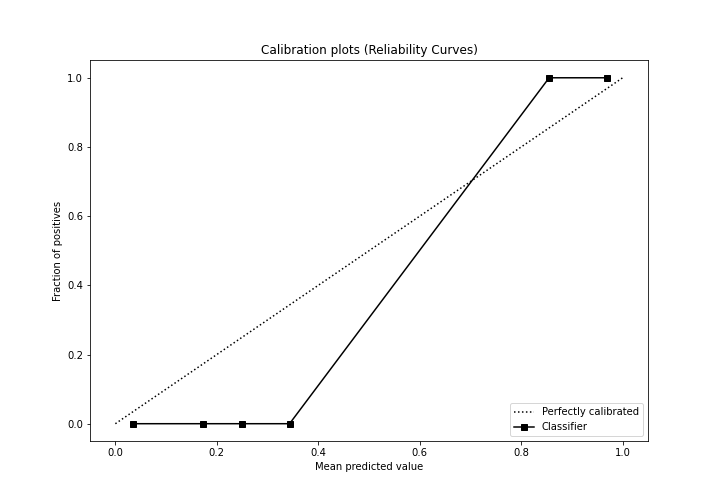 Calibration plots (Reliability Curves)
1.0
0.8
0.6
0.4
0.2
0.0
Fraction of positives
Perfectly calibrated
Classifier
0.0 0.2 0.4 0.6 0.8 1.0
Mean predicted value